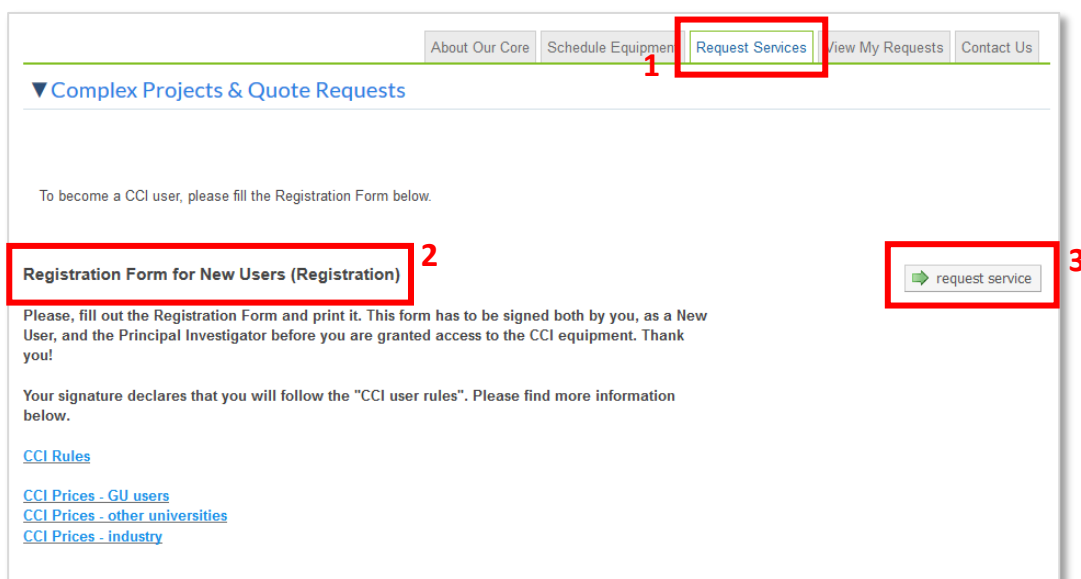 About Our Core Schedule Equipmen Request Services View My Requests Contact Us
1
▼Complex Projects & Quote Requests
To become a CCI user, please fill the Registration Form below.
2
3
Registration Form for New Users (Registration)
request service
Please, fill out the Registration Form and print it. This form has to be signed both by you, as a New
User, and the Principal Investigator before you are granted access to the CCI equipment. Thank
you!
Your signature declares that you will follow the "CCI user rules". Please find more information
below.
CCI Rules
CCI Prices - GU users
CCI Prices - other universities
CCI Prices - industry